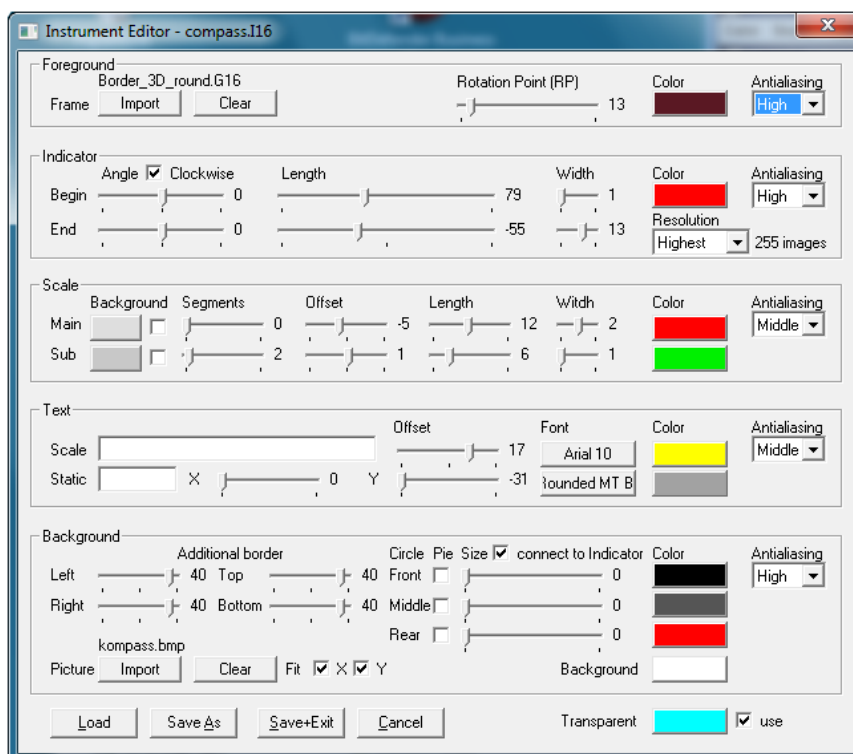 Instrument Editor - compass.I16
Foreground
Border_3D_round.G16 Rotation Point (RP) Color Antialiasing
Frame Import Clear 13 High
Indicator
Angle Clockwise Length Width Color Antialiasing
Begin 0 79 1 High
Resolution
End 0 -55 13 Highest 255 images
Scale
Background Segments Offset Length Witdh Color Antialiasing
Main 0 -5 12 2 Middle
Sub 2 1 6 1
Text
Offset Font Color Antialiasing
Scale 17 Arial 10 Middle
Static X 0 Y -31 Rounded MT B
Background
Additional border Circle Pie Size connect to Indicator Color Antialiasing
Left 40 Top 40 Front 0 High
Right 40 Bottom 40 Middle 0
Rear 0
kompass.bmp
Picture Import Clear Fit X Y Background
Load Save As Save+Exit Cancel Transparent use